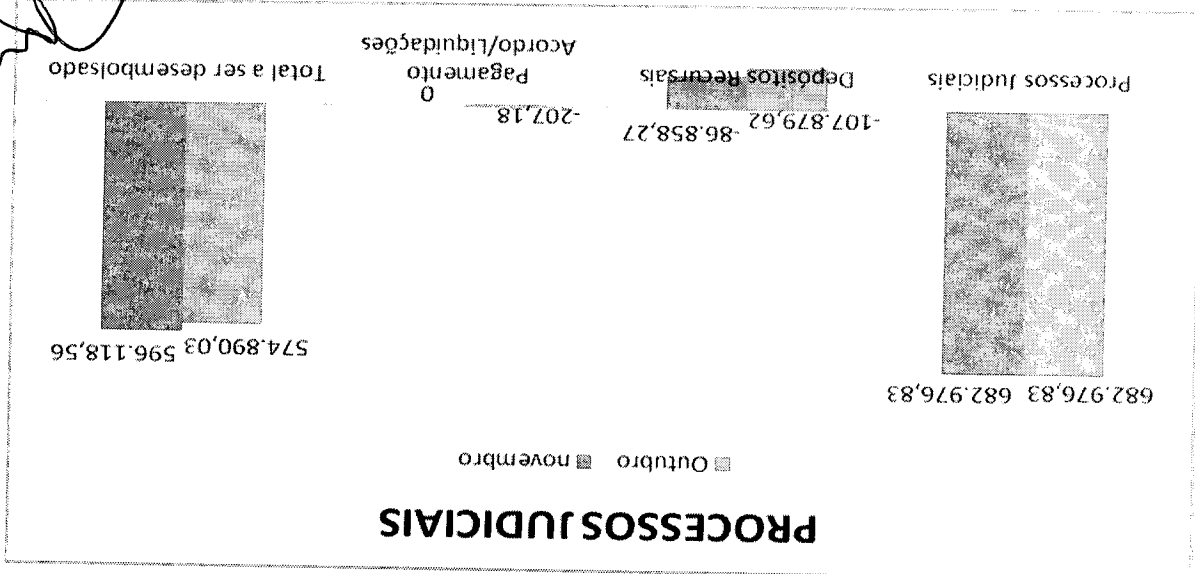 PROCESSOS JUDICIAIS
Outubro novembro
682.976,83 682.976,83
-107.879,62 -86.858,27
-207,18 0
574.890,03 596.118,56
Processos Judiciais
Depósitos Recursais
Pagamento
Acordo/Liquidações
Total a ser desembolsado